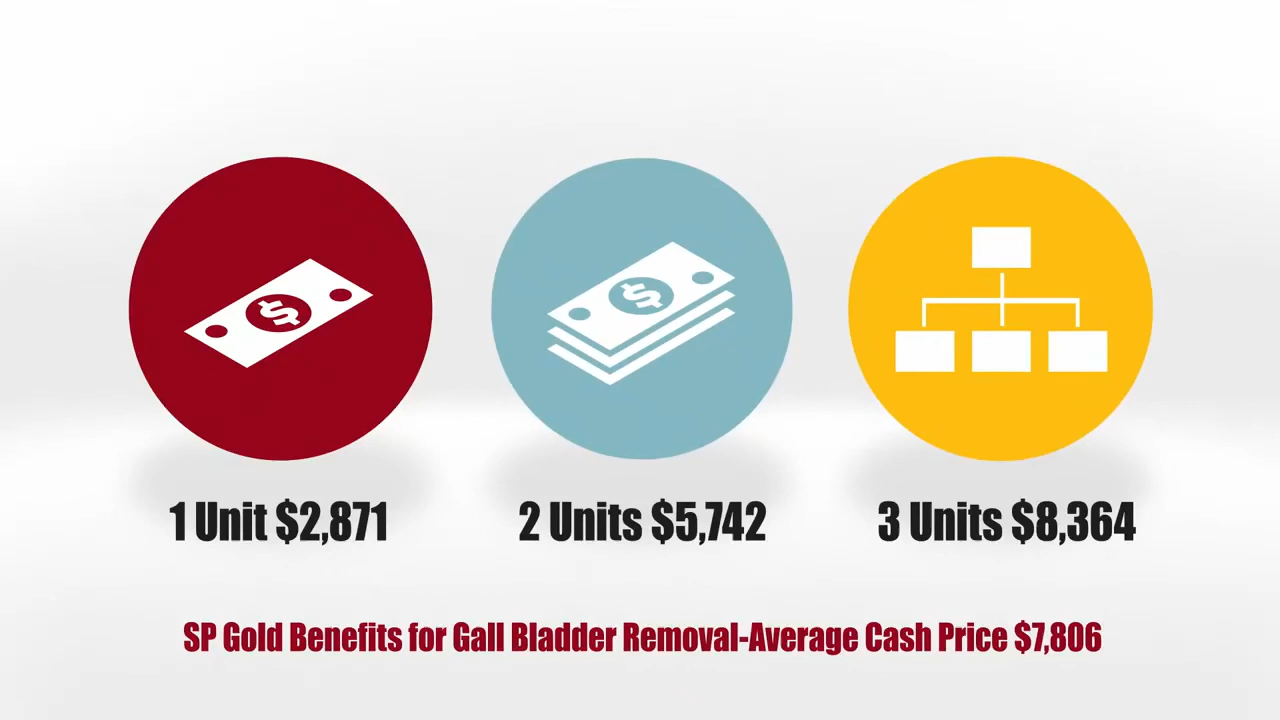 1 Unit $2,871
2 Units $5,742
3 Units $8,364
SP Gold Benefits for Gall Bladder Removal-Average Cash Price $7,806